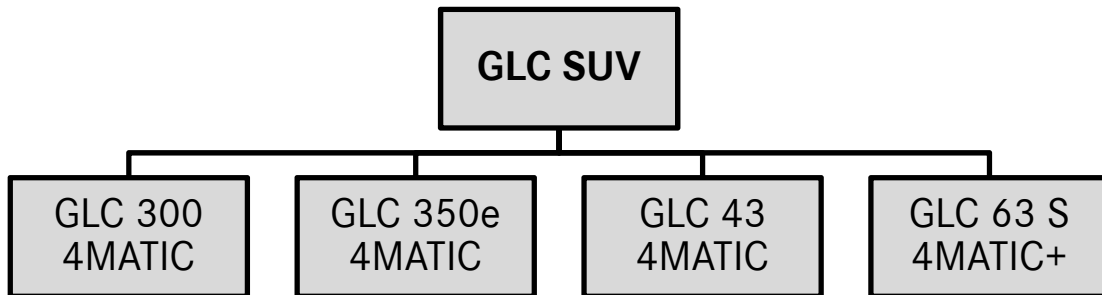 GLC SUV
GLC 300
4MATIC
GLC 350e
4MATIC
GLC 43
4MATIC
GLC 63 S
4MATIC+